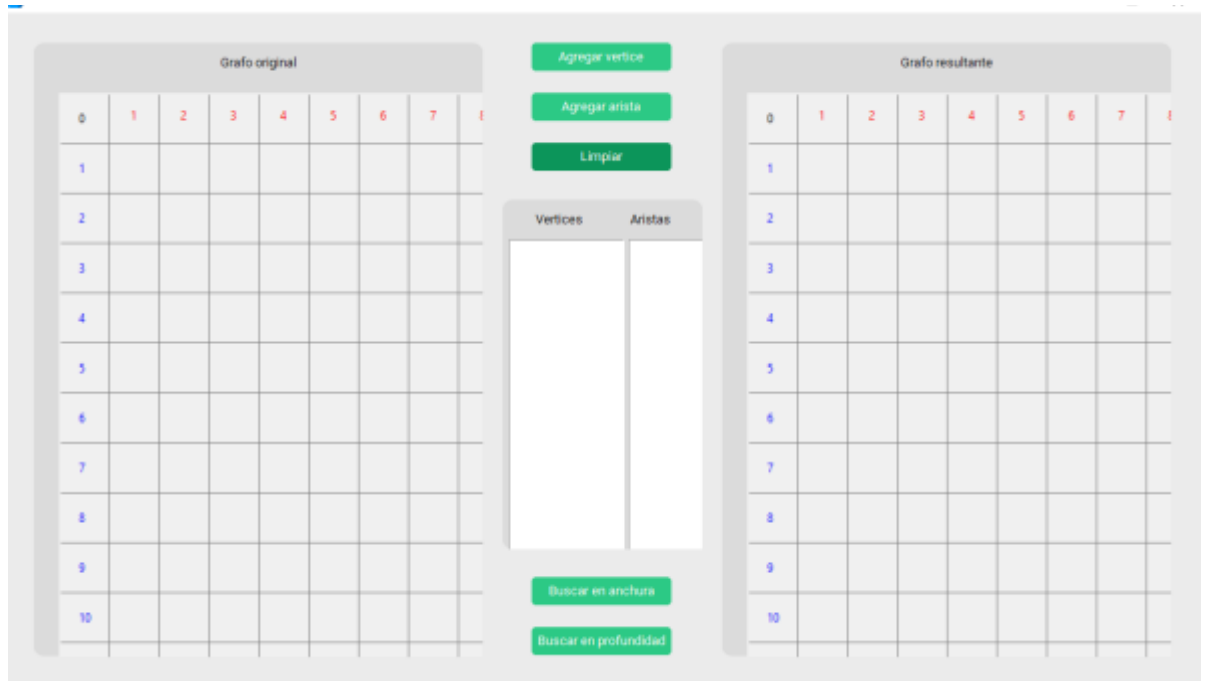 Grafo original
0 1 2 3 4 5 6 7 8
1
2
3
4
5
6
7
8
9
10
Agregar vertice
Agregar arista
Limpiar
Vertices Aristas
Buscar en anchura
Buscar en profundidad
Grafo resultante
0 1 2 3 4 5 6 7 8
1
2
3
4
5
6
7
8
9
10